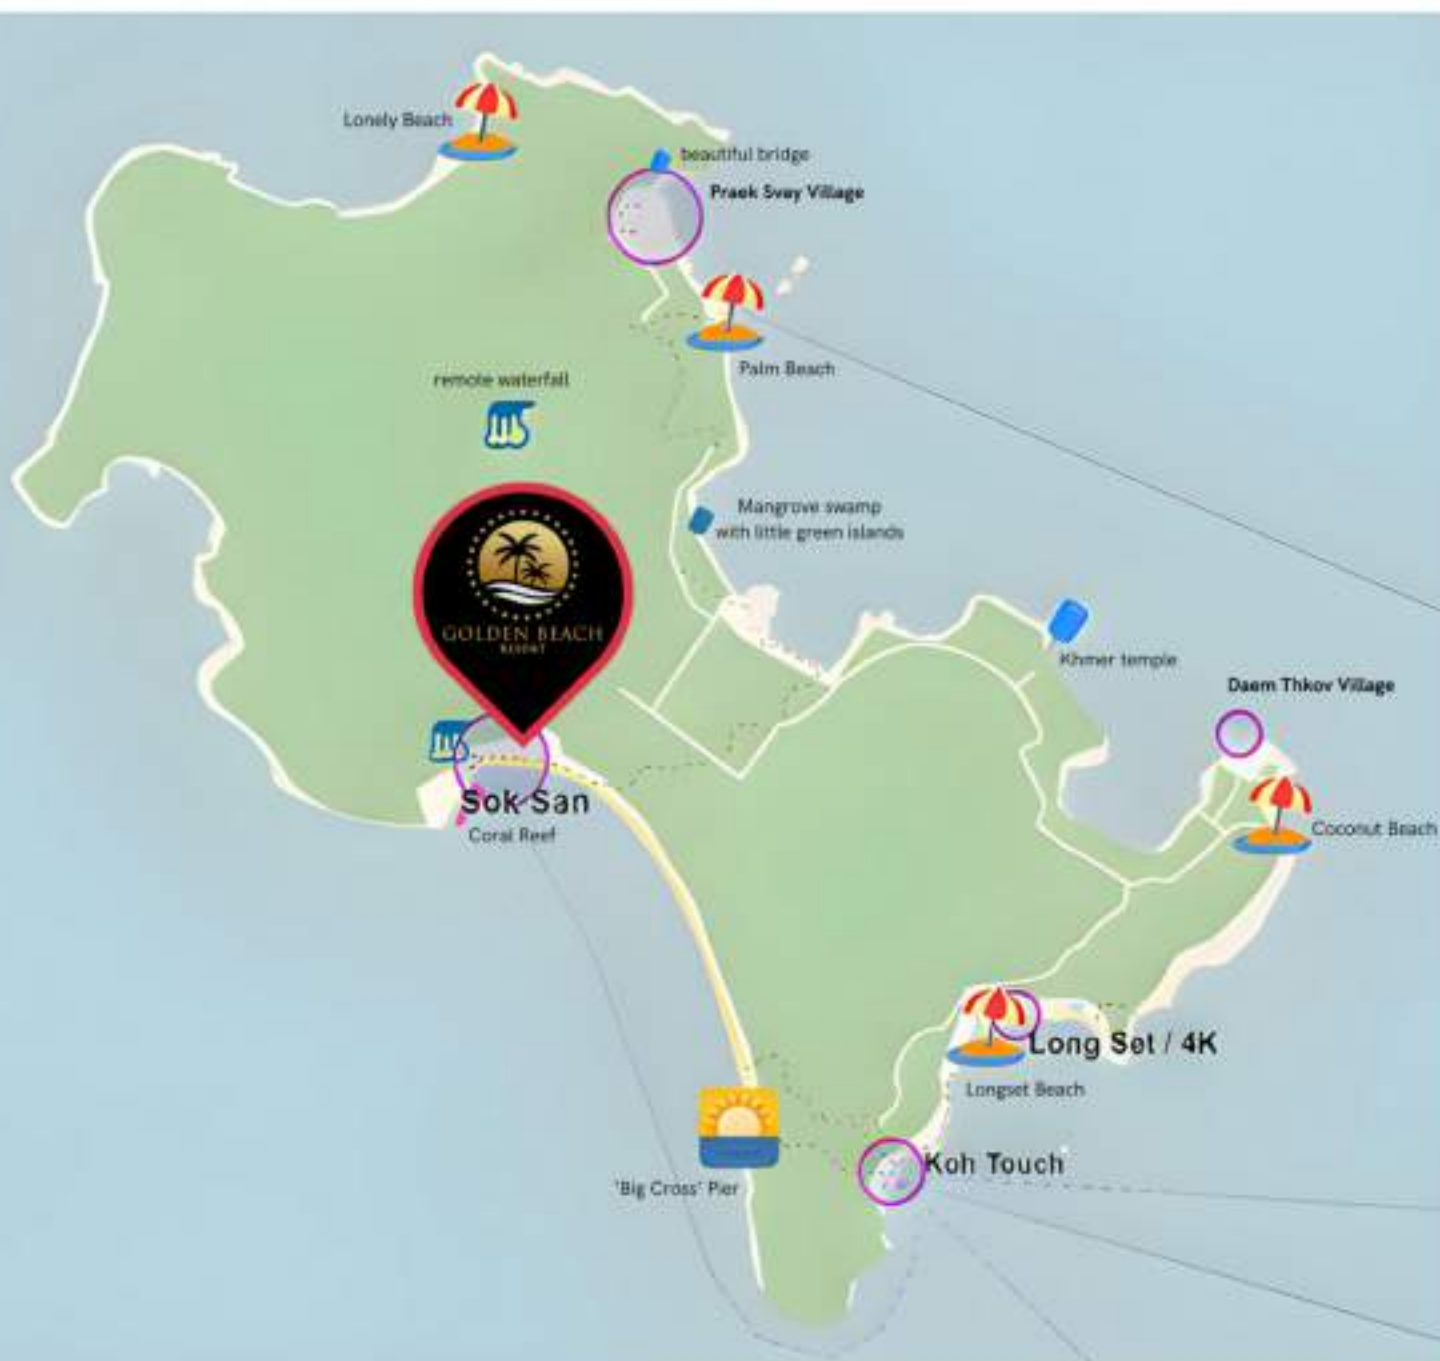 Lonely Beach
beautiful bridge
Praek Svay Village
Palm Beach
remote waterfall
Mangrove swamp
with little green islands
GOLDEN BEACH
RESORT
Khmer temple
Daem Thkov Village
Sok San
Coral Reef
Coconut Beach
Long Set / 4K
Longset Beach
Koh Touch
'Big Cross' Pier